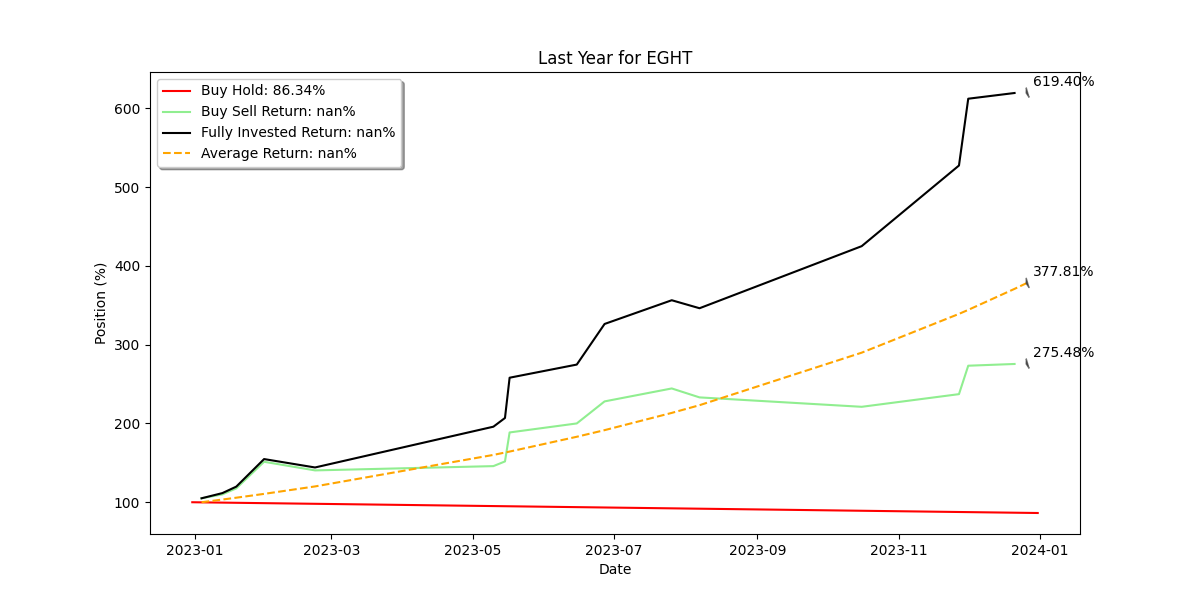 Last Year for EGHT
Buy Hold: 86.34%
Buy Sell Return: nan%
Fully Invested Return: nan%
Average Return: nan%
619.40%
377.81%
275.48%
Position (%)
600
500
400
300
200
100
2023-01
2023-03
2023-05
2023-07
2023-09
2023-11
2024-01
Date